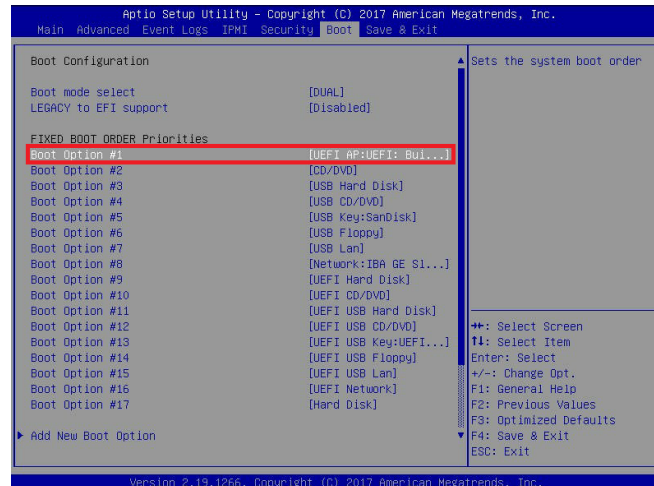 Aptio Setup Utility – Copyright (C) 2017 American Megatrends, Inc.
Main Advanced Event Logs IPMI Security Boot Save & Exit
Boot Configuration
Boot mode select [DUAL]
LEGACY to EFI support [Disabled]
FIXED BOOT ORDER Priorities
Boot Option #1 [UEFI AP:UEFI: Bui...]
Boot Option #2 [CD/DVD]
Boot Option #3 [USB Hard Disk]
Boot Option #4 [USB CD/DVD]
Boot Option #5 [USB Key:SanDisk]
Boot Option #6 [USB Floppy]
Boot Option #7 [USB Lan]
Boot Option #8 [Network:IBA GE Sl...]
Boot Option #9 [UEFI Hard Disk]
Boot Option #10 [UEFI CD/DVD]
Boot Option #11 [UEFI USB Hard Disk]
Boot Option #12 [UEFI USB CD/DVD]
Boot Option #13 [UEFI USB Key:UEFI...]
Boot Option #14 [UEFI USB Floppy]
Boot Option #15 [UEFI USB Lan]
Boot Option #16 [UEFI Network]
Boot Option #17 [Hard Disk]
Add New Boot Option
Sets the system boot order
→←: Select Screen
↑↓: Select Item
Enter: Select
+/-: Change Opt.
F1: General Help
F2: Previous Values
F3: Optimized Defaults
F4: Save & Exit
ESC: Exit
Version 2.19.1266. Copyright (C) 2017 American Megatrends, Inc.